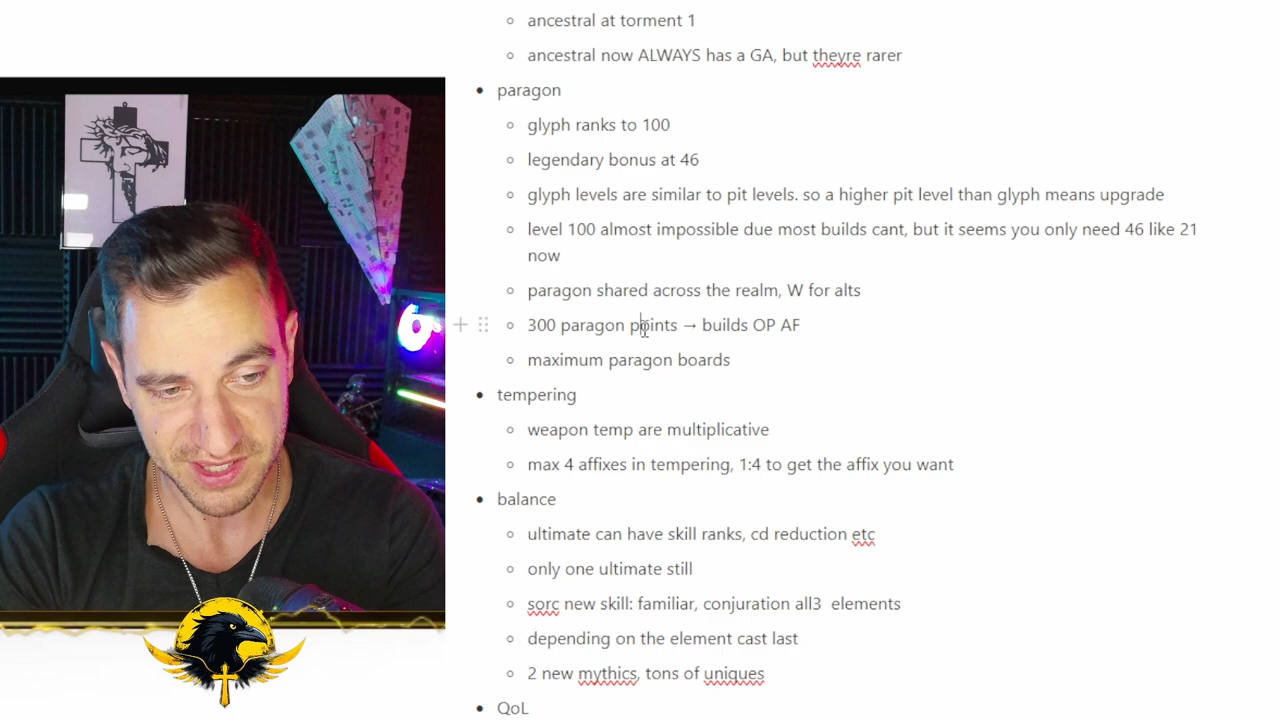 ancestral at torment 1
ancestral now ALWAYS has a GA, but theyre rarer
paragon
glyph ranks to 100
legendary bonus at 46
glyph levels are similar to pit levels. so a higher pit level than glyph means upgrade
level 100 almost impossible due most builds cant, but it seems you only need 46 like 21
now
paragon shared across the realm, W for alts
300 paragon points → builds OP AF
maximum paragon boards
tempering
weapon temp are multiplicative
max 4 affixes in tempering, 1:4 to get the affix you want
balance
ultimate can have skill ranks, cd reduction etc
only one ultimate still
sorc new skill: familiar, conjuration all3  elements
depending on the element cast last
2 new mythics, tons of uniques
QoL